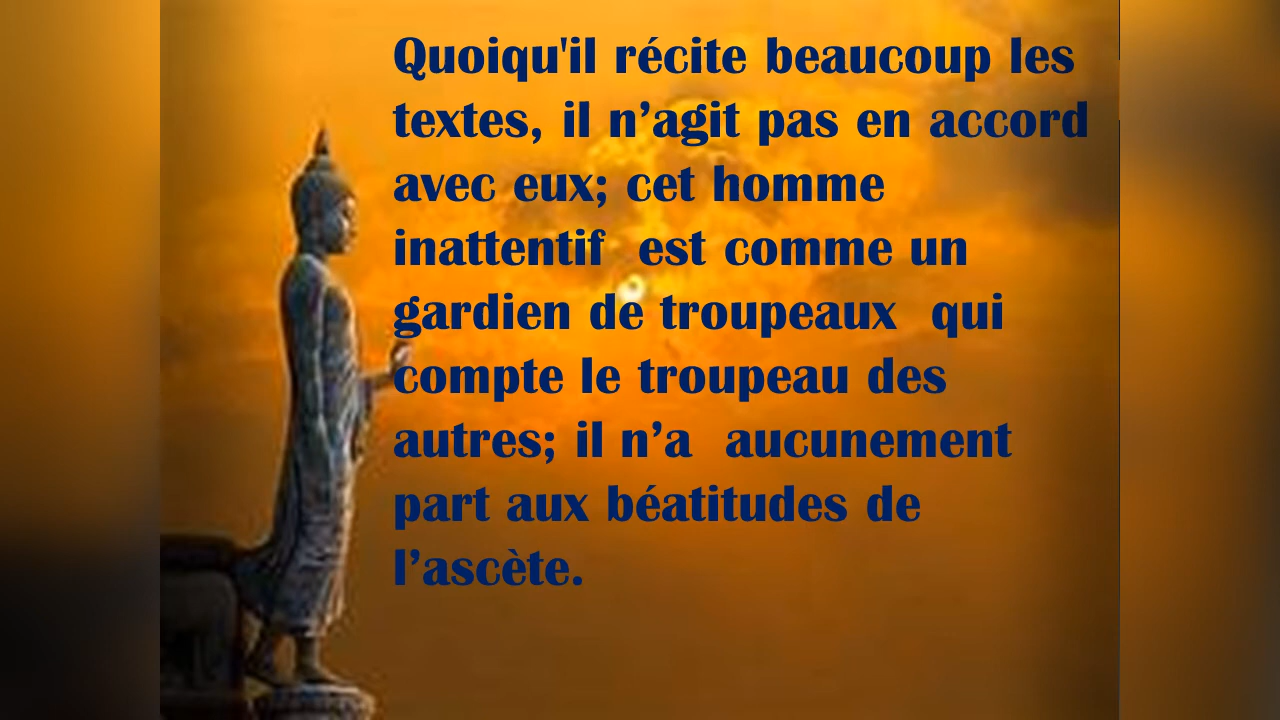 Quoiqu'il récite beaucoup les
textes, il n’agit pas en accord
avec eux; cet homme
inattentif  est comme un
gardien de troupeaux  qui
compte le troupeau des
autres; il n’a  aucunement
part aux béatitudes de
l’ascète.